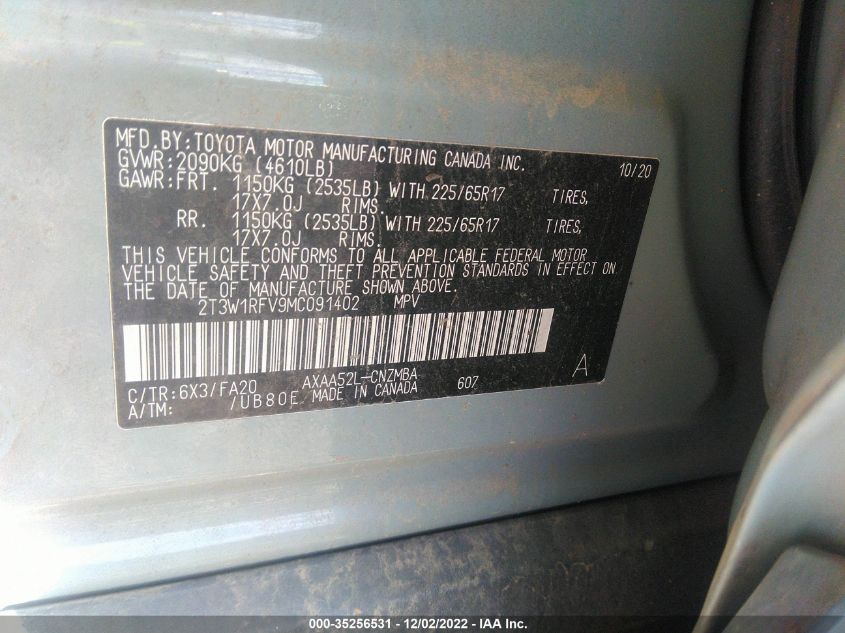 MFD.BY:TOYOTA MOTOR MANUFACTURING CANADA INC. 10/20
GVWR:2090KG (4610LB)
GAWR:FRT. 1150KG (2535LB) WITH 225/65R17 TIRES,
17X7.0J RIMS.
RR. 1150KG (2535LB) WITH 225/65R17 TIRES,
17X7.0J RIMS.
THIS VEHICLE CONFORMS TO ALL APPLICABLE FEDERAL MOTOR
VEHICLE SAFETY AND THEFT PREVENTION STANDARDS IN EFFECT ON
THE DATE OF MANUFACTURE SHOWN ABOVE.
2T3W1RFV9MC091402 MPV
C/TR:6X3/FA20 AXAA52L-CNZMBA 607 A
A/TM: /UB80E MADE IN CANADA
000-35256531 - 12/02/2022 - IAA Inc.